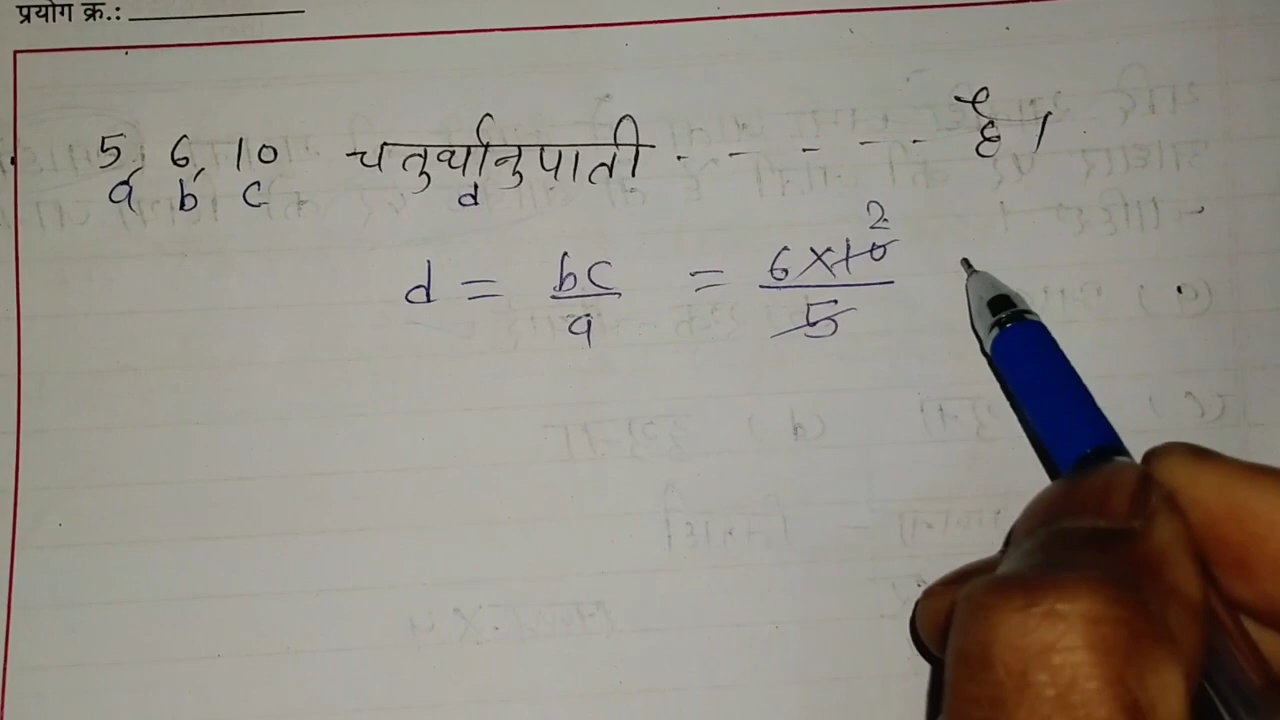 प्रयोग क्र.:
5, 6, 10 चतुर्थानुपाती - - - - - है।
a b c d
d = bc/a = 6×10/5
2